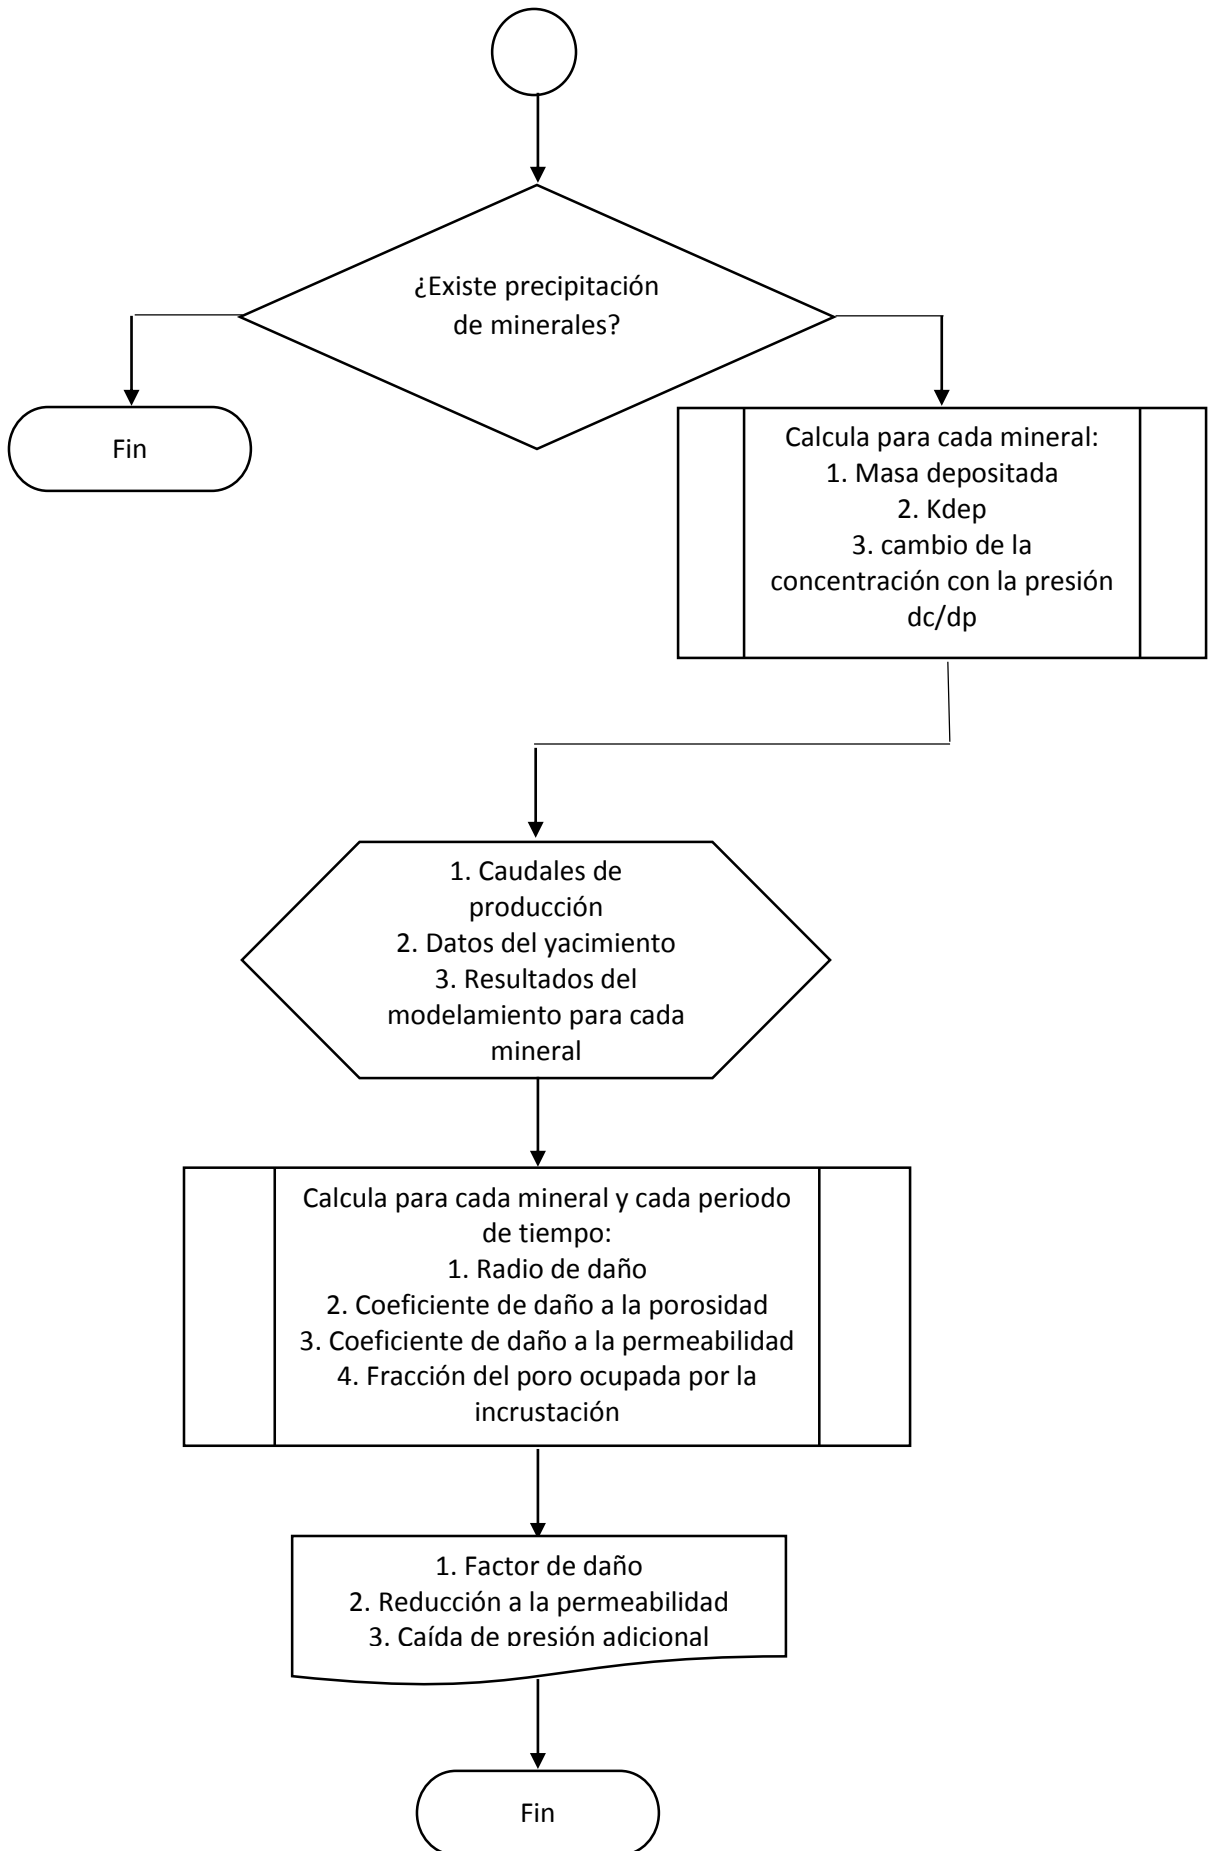 ¿Existe precipitación
de minerales?
Fin
Calcula para cada mineral:
1. Masa depositada
2. Kdep
3. cambio de la
concentración con la presión
dc/dp
1. Caudales de
producción
2. Datos del yacimiento
3. Resultados del
modelamiento para cada
mineral
Calcula para cada mineral y cada periodo
de tiempo:
1. Radio de daño
2. Coeficiente de daño a la porosidad
3. Coeficiente de daño a la permeabilidad
4. Fracción del poro ocupada por la
incrustación
1. Factor de daño
2. Reducción a la permeabilidad
3. Caída de presión adicional
Fin